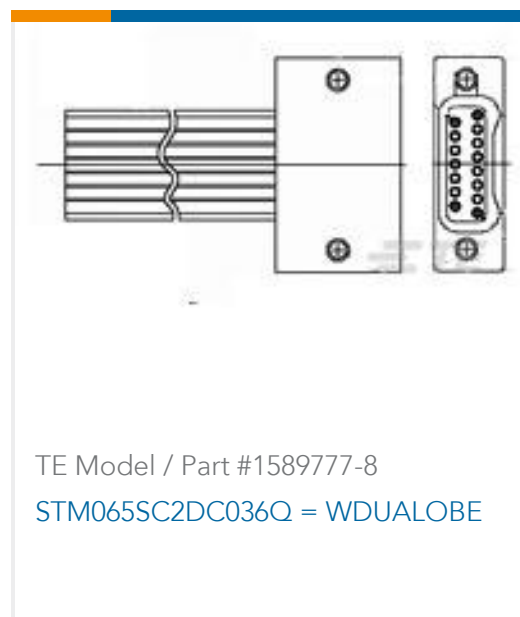 TE Model / Part #1589777-8
STM065SC2DC036Q = WDUALOBE